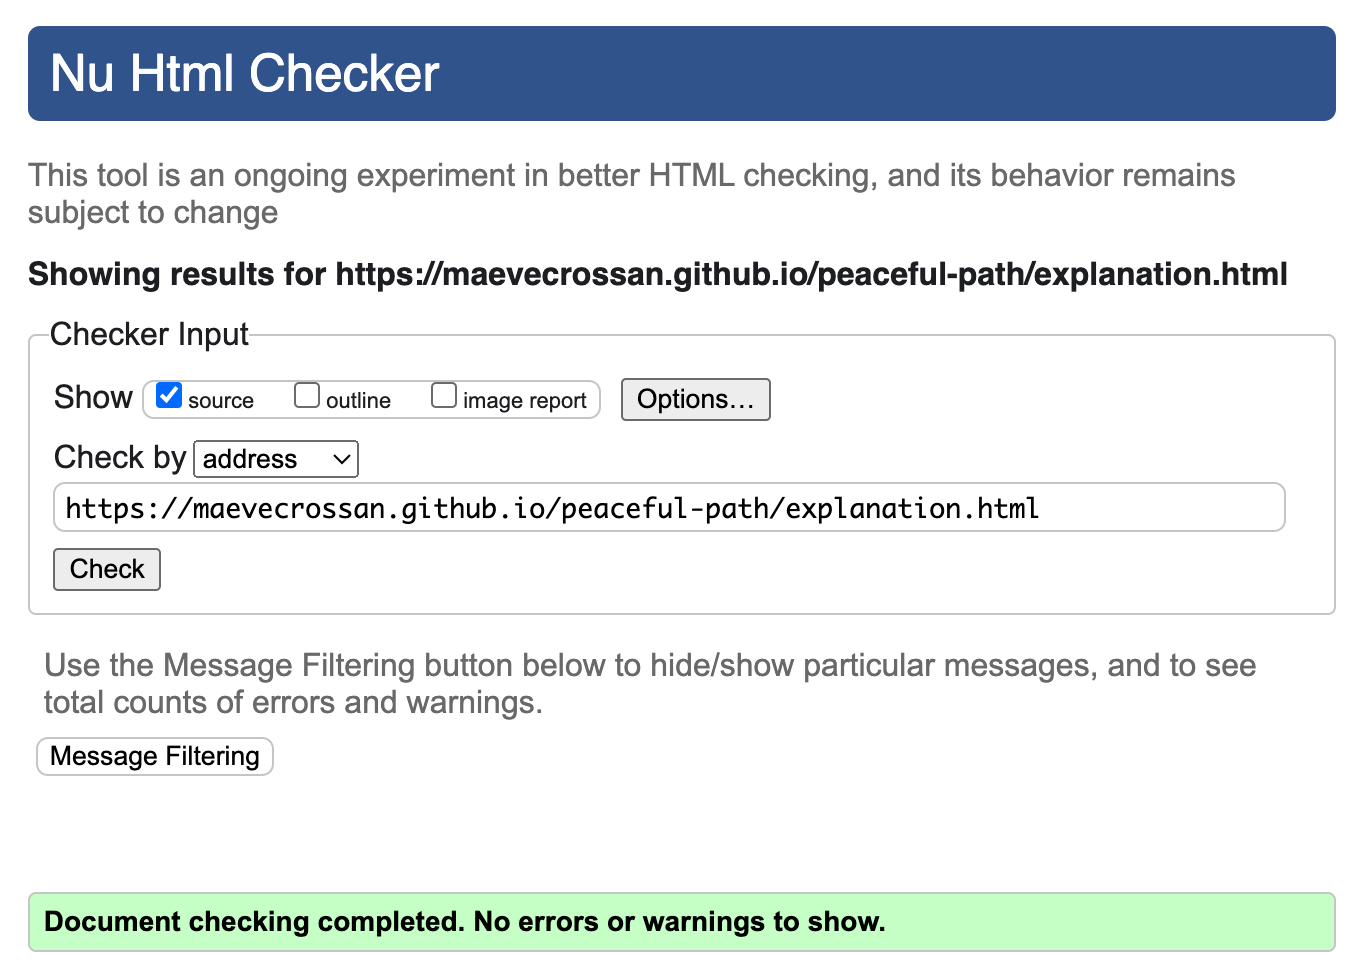 Nu Html Checker
This tool is an ongoing experiment in better HTML checking, and its behavior remains
subject to change
Showing results for https://maevecrossan.github.io/peaceful-path/explanation.html
Checker Input
Show source outline image report Options...
Check by address
https://maevecrossan.github.io/peaceful-path/explanation.html
Check
Use the Message Filtering button below to hide/show particular messages, and to see
total counts of errors and warnings.
Message Filtering
Document checking completed. No errors or warnings to show.